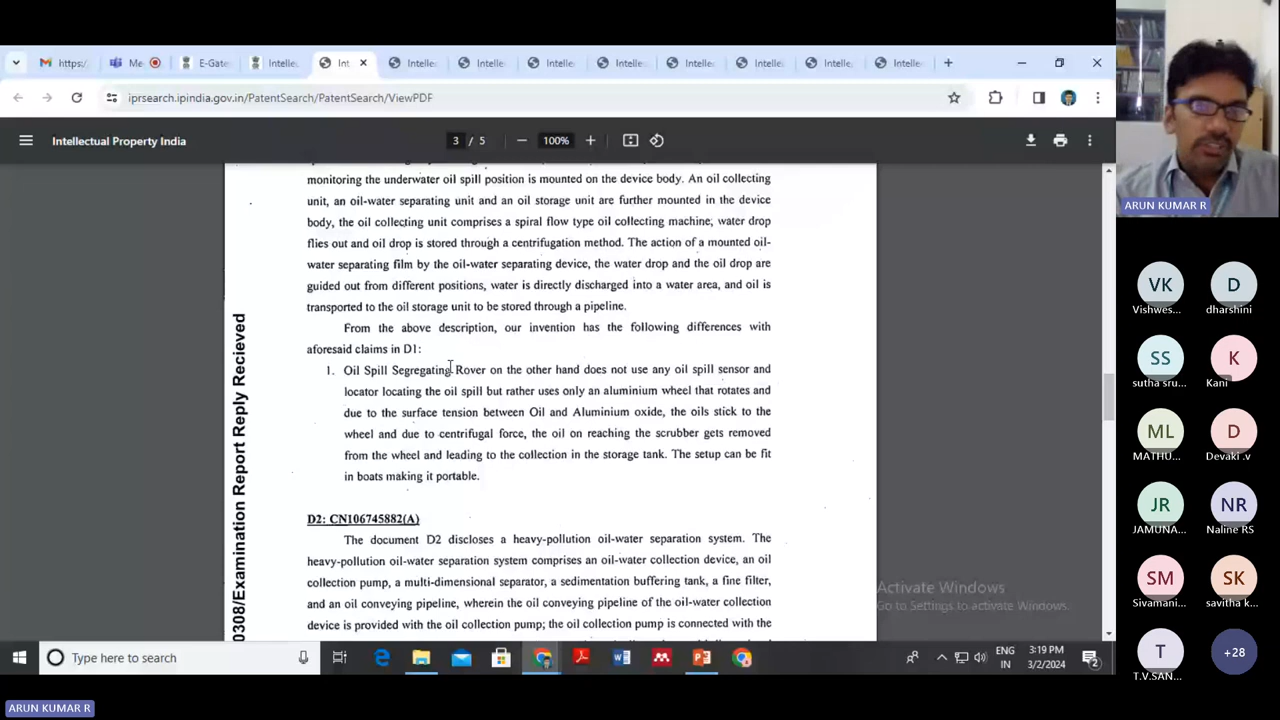 https:/
Me
E-Gate
Intelle
Int
Intelle
Intelle
Intelle
Intelle
Intelle
Intelle
Intelle
Intelle
iprsearch.ipindia.gov.in/PatentSearch/PatentSearch/ViewPDF
Intellectual Property India
3 / 5
100%
monitoring the underwater oil spill position is mounted on the device body. An oil collecting
unit, an oil-water separating unit and an oil storage unit are further mounted in the device
body, the oil collecting unit comprises a spiral flow type oil collecting machine; water drop
flies out and oil drop is stored through a centrifugation method. The action of a mounted oil-
water separating film by the oil-water separating device, the water drop and the oil drop are
guided out from different positions, water is directly discharged into a water area, and oil is
transported to the oil storage unit to be stored through a pipeline.
From the above description, our invention has the following differences with
aforesaid claims in D1:
1. Oil Spill Segregating Rover on the other hand does not use any oil spill sensor and
locator locating the oil spill but rather uses only an aluminium wheel that rotates and
due to the surface tension between Oil and Aluminium oxide, the oils stick to the
wheel and due to centrifugal force, the oil on reaching the scrubber gets removed
from the wheel and leading to the collection in the storage tank. The setup can be fit
in boats making it portable.
D2: CN106745882(A)
The document D2 discloses a heavy-pollution oil-water separation system. The
heavy-pollution oil-water separation system comprises an oil-water collection device, an oil
collection pump, a multi-dimensional separator, a sedimentation buffering tank, a fine filter,
and an oil conveying pipeline, wherein the oil conveying pipeline of the oil-water collection
device is provided with the oil collection pump; the oil collection pump is connected with the
0308/Examination Report Reply Recieved
Activate Windows
Go to Settings to activate Windows.
ARUN KUMAR R
VK
Vishwes...
D
dharshini
SS
sutha sru...
K
Kani
ML
MATHU...
D
Devaki .v
JR
JAMUNA...
NR
Naline RS
SM
Sivamani...
SK
savitha k...
T
T.V.SAN...
+28
Type here to search
ENG
IN
3:19 PM
3/2/2024
2
ARUN KUMAR R